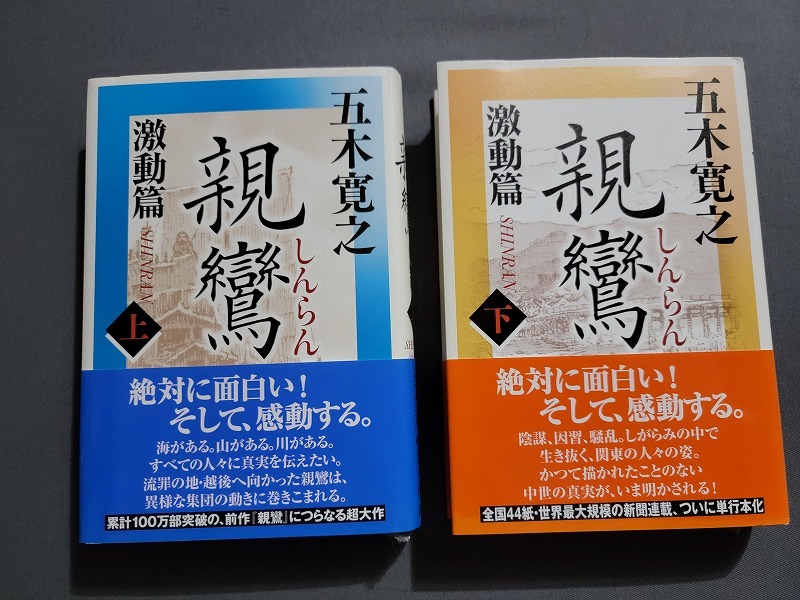 五木寛之
親鸞
しんらん
激動篇
SHINRAN
上
絶対に面白い!
そして、感動する。
海がある。山がある。川がある。
すべての人々に真実を伝えたい。
流罪の地・越後へ向かった親鸞は、
異様な集団の動きに巻きこまれる。
累計100万部突破の、前作『親鸞』につらなる超大作
五木寛之
親鸞
しんらん
激動篇
SHINRAN
下
絶対に面白い!
そして、感動する。
陰謀、因習、騒乱。しがらみの中で
生き抜く、関東の人々の姿。
かつて描かれたことのない
中世の真実が、いま明かされる!
全国44紙・世界最大規模の新聞連載、ついに単行本化